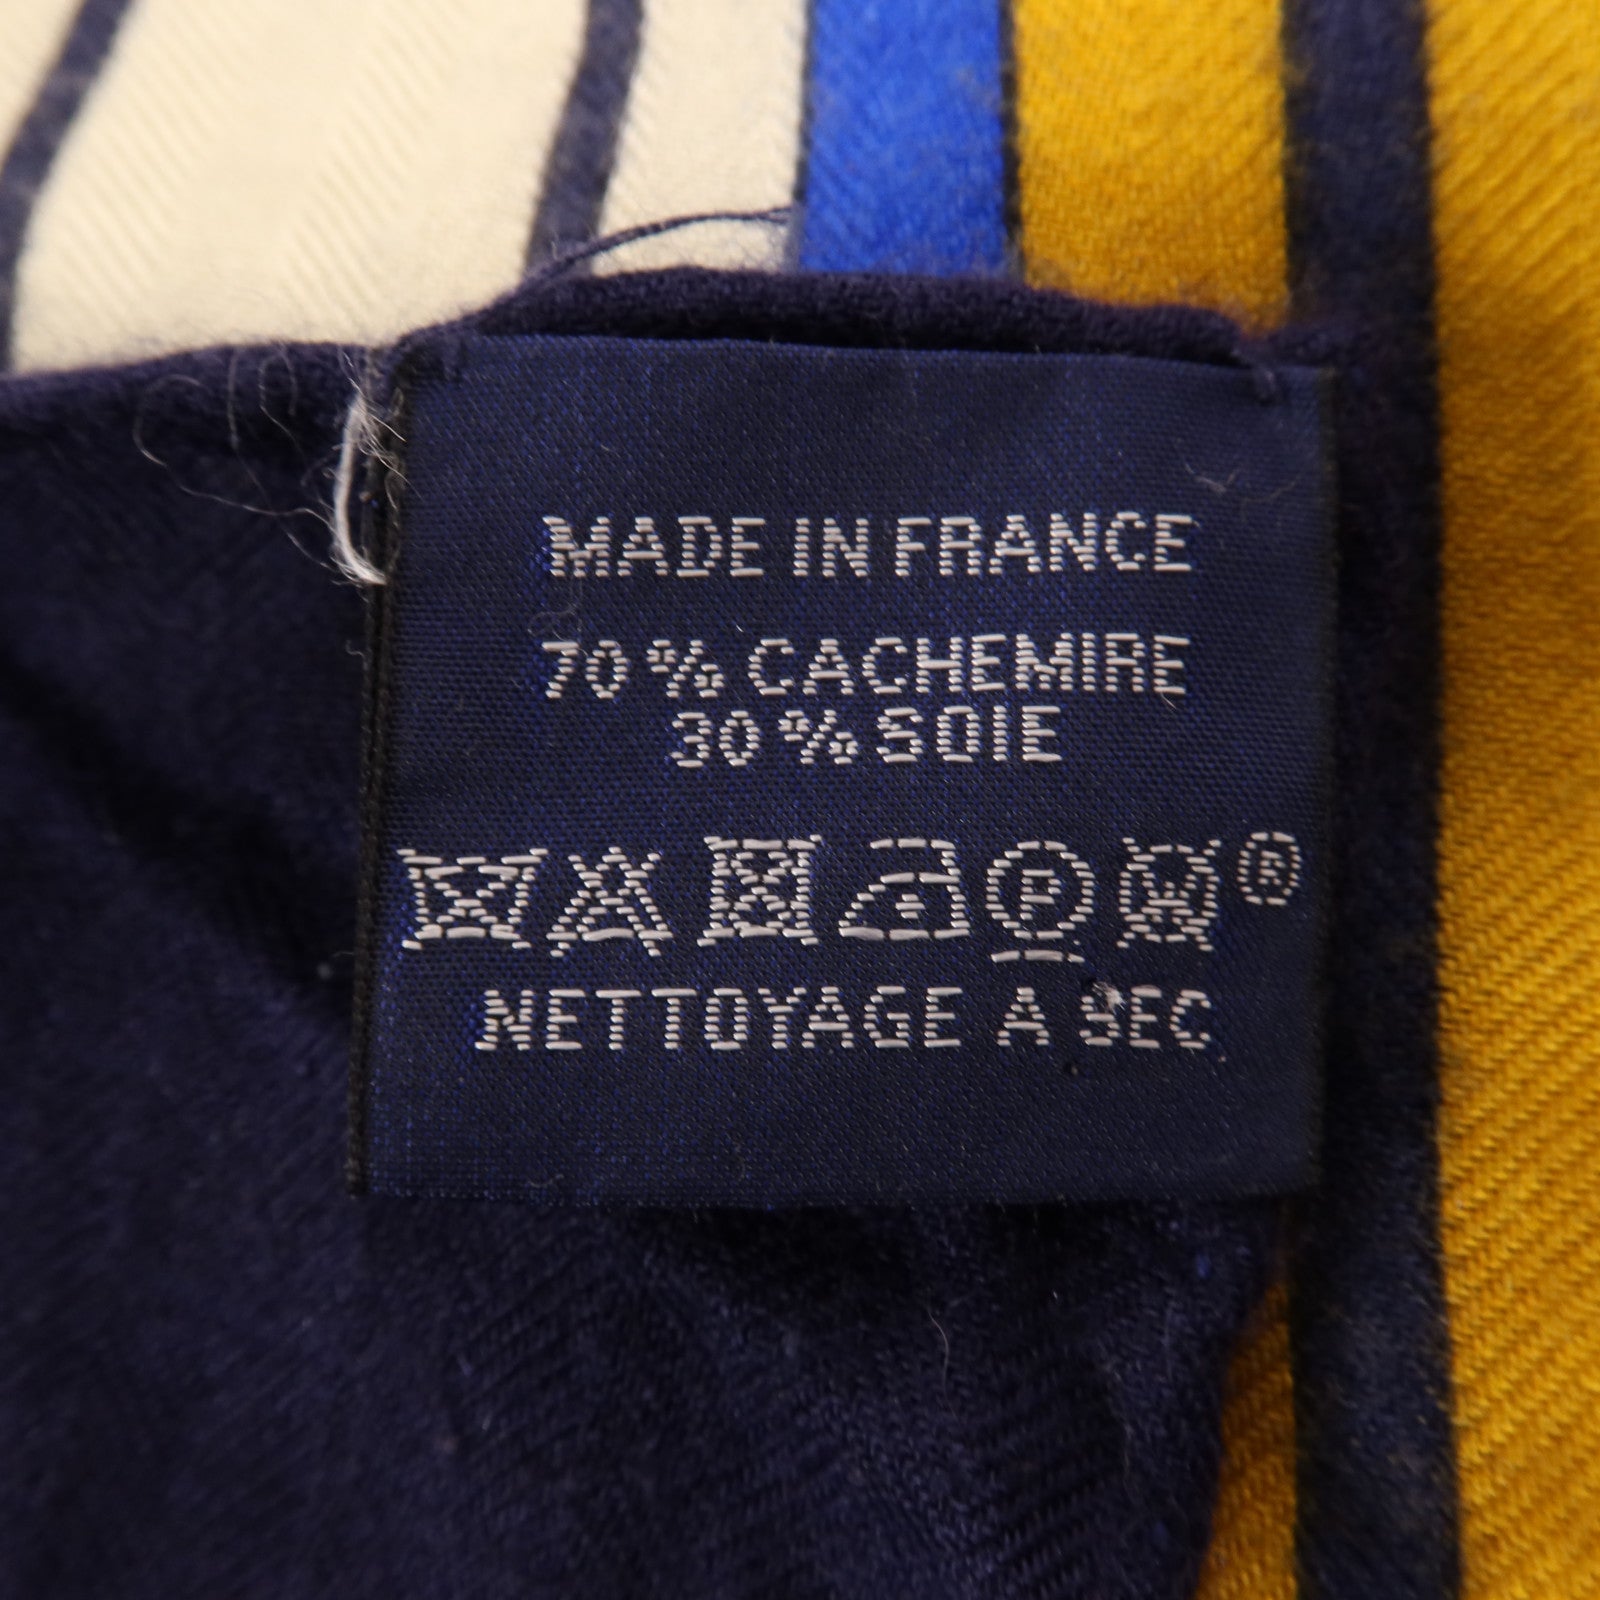 MADE IN FRANCE
70 % CACHEMIRE
30 % SOIE
P W ®
NETTOYAGE A SEC